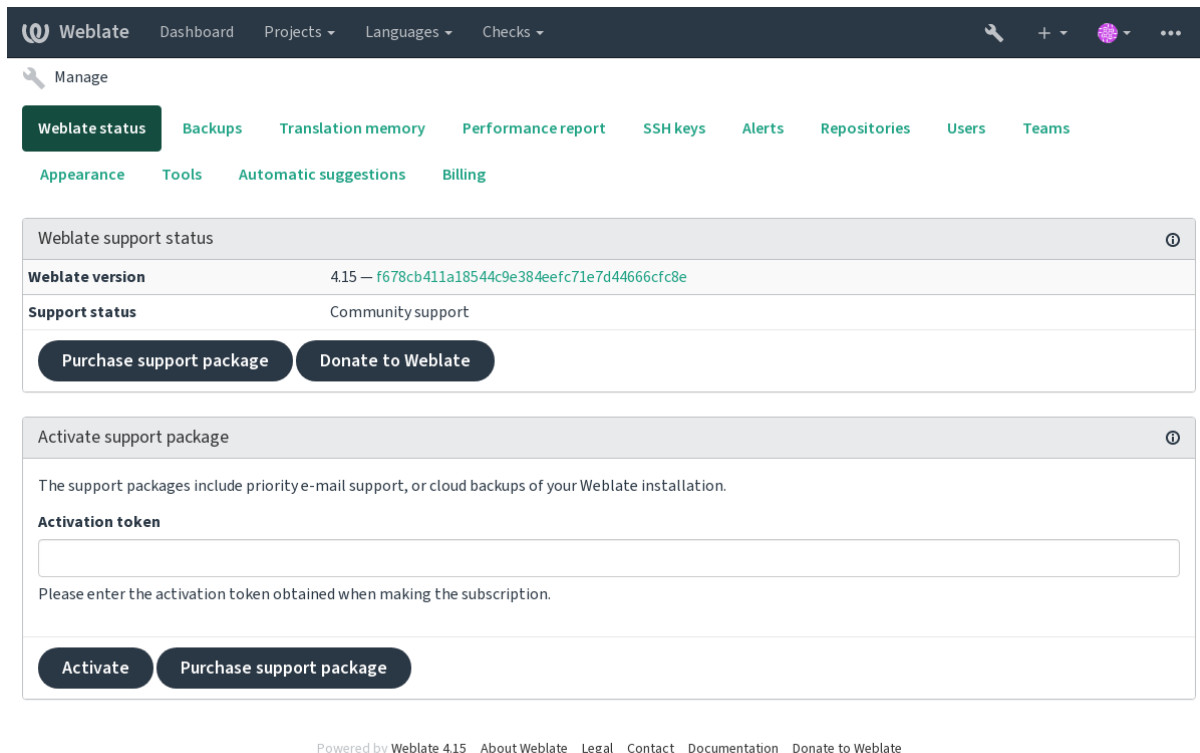 Weblate Dashboard Projects Languages Checks
Manage
Weblate status Backups Translation memory Performance report SSH keys Alerts Repositories Users Teams
Appearance Tools Automatic suggestions Billing
Weblate support status
Weblate version 4.15 — f678cb411a18544c9e384eefc71e7d44666cfc8e
Support status Community support
Purchase support package Donate to Weblate
Activate support package
The support packages include priority e-mail support, or cloud backups of your Weblate installation.
Activation token
Please enter the activation token obtained when making the subscription.
Activate Purchase support package
Powered by Weblate 4.15 About Weblate Legal Contact Documentation Donate to Weblate